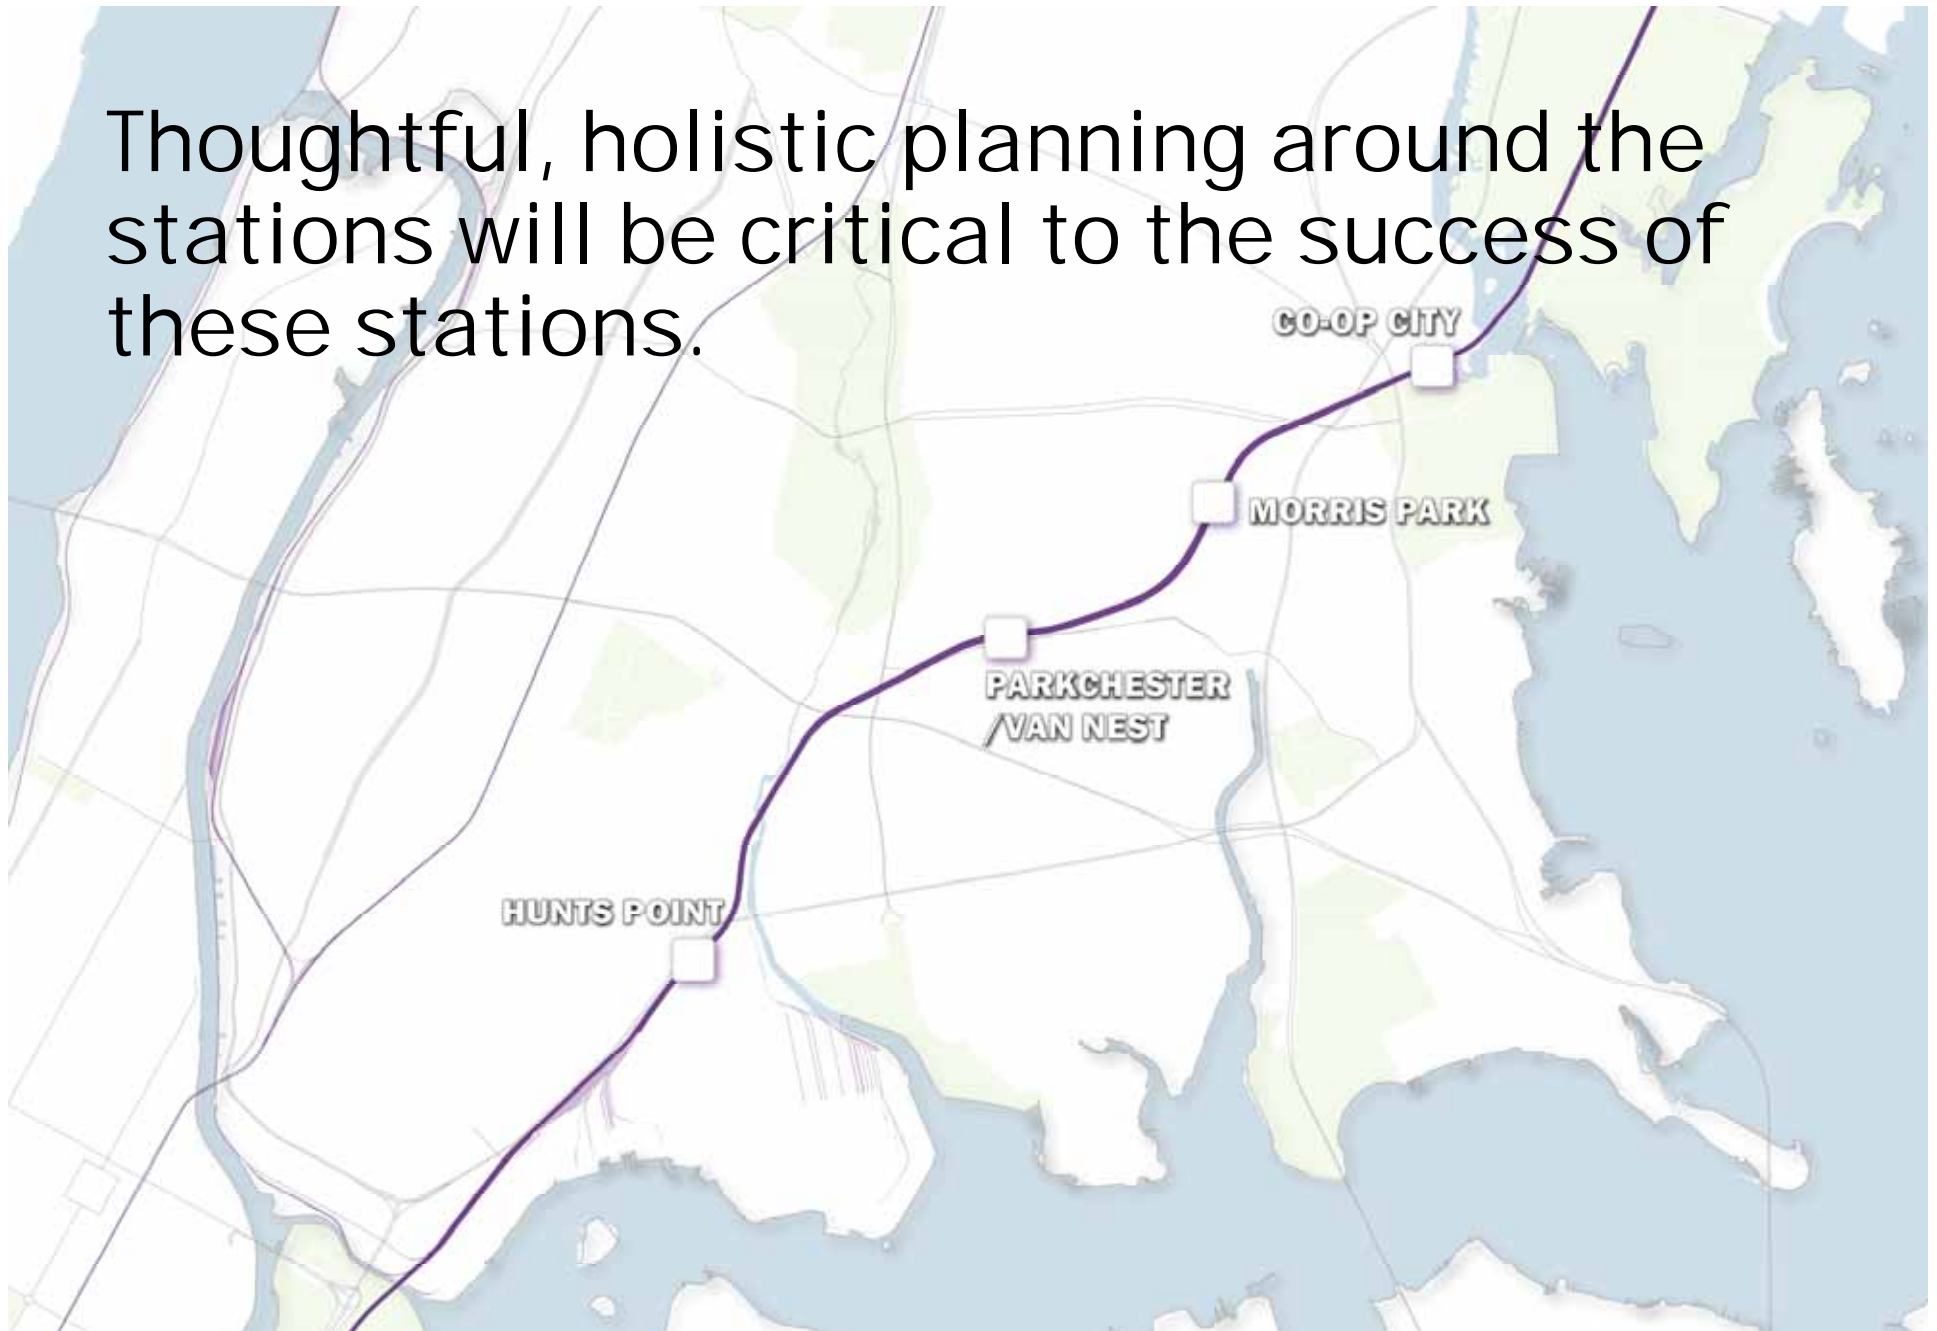 Thoughtful, holistic planning around the
stations will be critical to the success of
these stations.
CO-OP CITY
MORRIS PARK
PARKCHESTER
/VAN NEST
HUNTS POINT